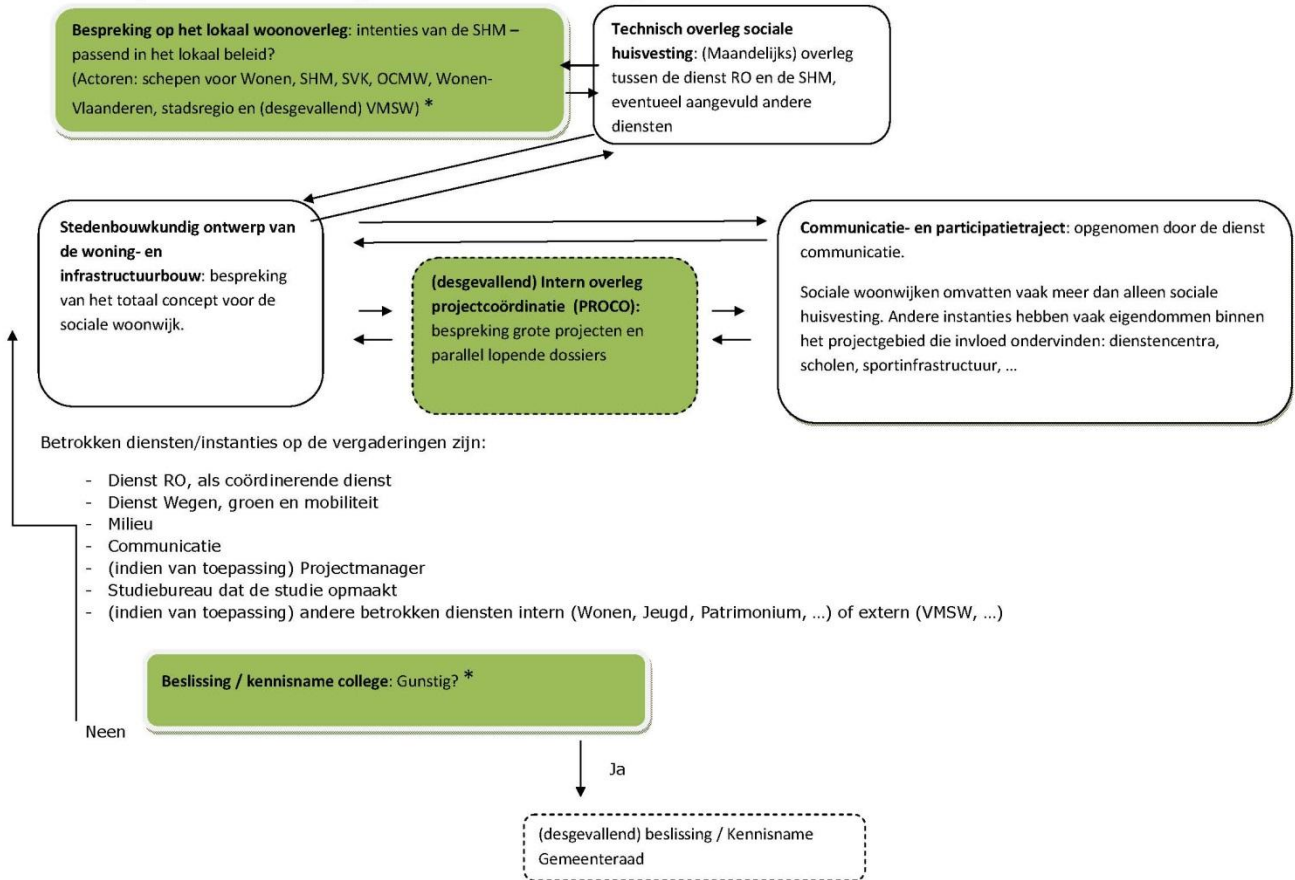 Bespreking op het lokaal woonoverleg: intenties van de SHM –
passend in het lokaal beleid?
(Actoren: schepen voor Wonen, SHM, SVK, OCMW, Wonen-
Vlaanderen, stadsregio en (desgevallend) VMSW) *
Technisch overleg sociale
huisvesting: (Maandelijks) overleg
tussen de dienst RO en de SHM,
eventueel aangevuld andere
diensten
Stedenbouwkundig ontwerp van
de woning- en
infrastructuurbouw: bespreking
van het totaal concept voor de
sociale woonwijk.
(desgevallend) Intern overleg
projectcoördinatie (PROCO):
bespreking grote projecten en
parallel lopende dossiers
Communicatie- en participatietraject: opgenomen door de dienst
communicatie.
Sociale woonwijken omvatten vaak meer dan alleen sociale
huisvesting. Andere instanties hebben vaak eigendommen binnen
het projectgebied die invloed ondervinden: dienstencentra,
scholen, sportinfrastructuur, ...
Betrokken diensten/instanties op de vergaderingen zijn:
- Dienst RO, als coördinerende dienst
- Dienst Wegen, groen en mobiliteit
- Milieu
- Communicatie
- (indien van toepassing) Projectmanager
- Studiebureau dat de studie opmaakt
- (indien van toepassing) andere betrokken diensten intern (Wonen, Jeugd, Patrimonium, ...) of extern (VMSW, ...)
Beslissing / kennisname college: Gunstig? *
Neen
Ja
(desgevallend) beslissing / Kennisname
Gemeenteraad